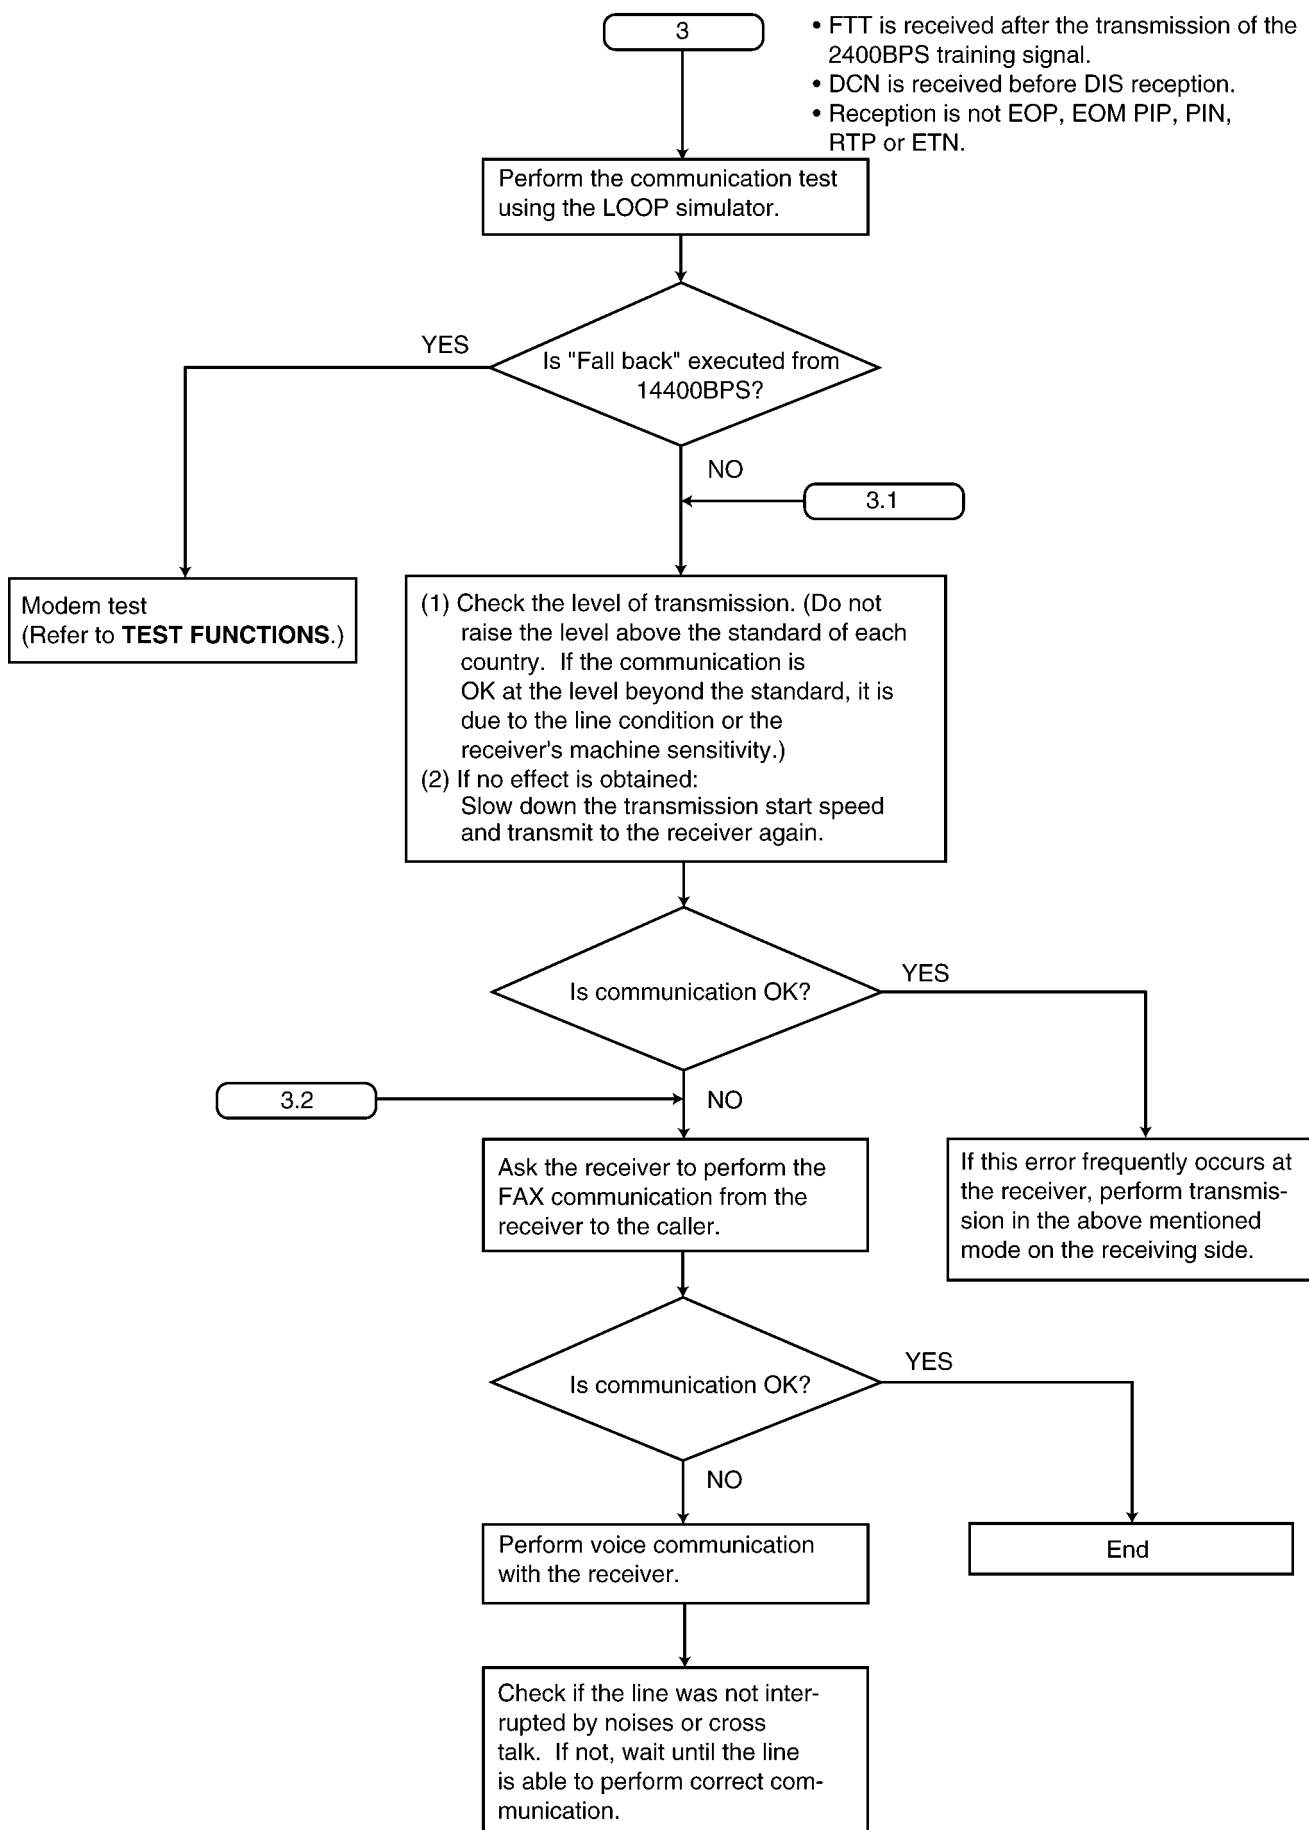 3
• FTT is received after the transmission of the
2400BPS training signal.
• DCN is received before DIS reception.
• Reception is not EOP, EOM PIP, PIN,
RTP or ETN.
Perform the communication test
using the LOOP simulator.
YES
Is "Fall back" executed from
14400BPS?
NO
3.1
Modem test
(Refer to TEST FUNCTIONS.)
(1) Check the level of transmission. (Do not
raise the level above the standard of each
country. If the communication is
OK at the level beyond the standard, it is
due to the line condition or the
receiver's machine sensitivity.)
(2) If no effect is obtained:
Slow down the transmission start speed
and transmit to the receiver again.
Is communication OK?
YES
3.2
NO
Ask the receiver to perform the
FAX communication from the
receiver to the caller.
If this error frequently occurs at
the receiver, perform transmis-
sion in the above mentioned
mode on the receiving side.
Is communication OK?
YES
NO
Perform voice communication
with the receiver.
End
Check if the line was not inter-
rupted by noises or cross
talk. If not, wait until the line
is able to perform correct com-
munication.